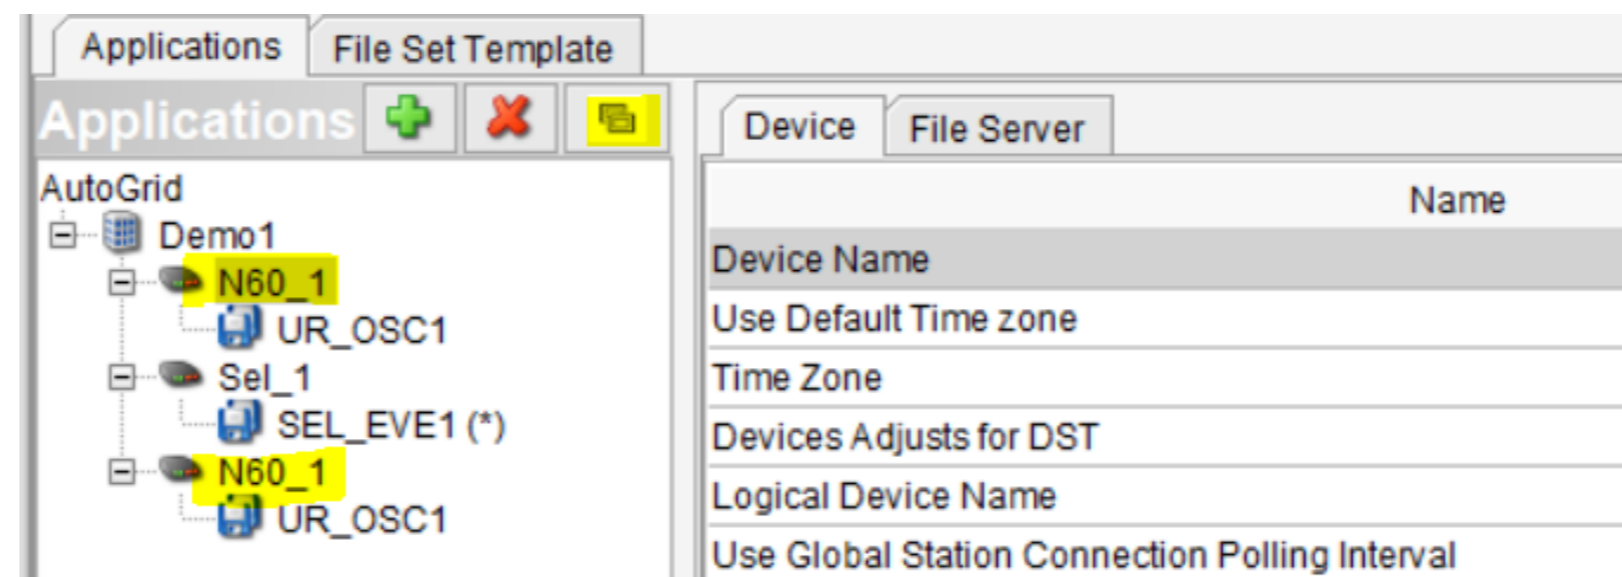 Applications File Set Template
Applications
Device File Server
AutoGrid
Demo1
N60_1
UR_OSC1
Sel_1
SEL_EVE1 (*)
N60_1
UR_OSC1
Name
Device Name
Use Default Time zone
Time Zone
Devices Adjusts for DST
Logical Device Name
Use Global Station Connection Polling Interval